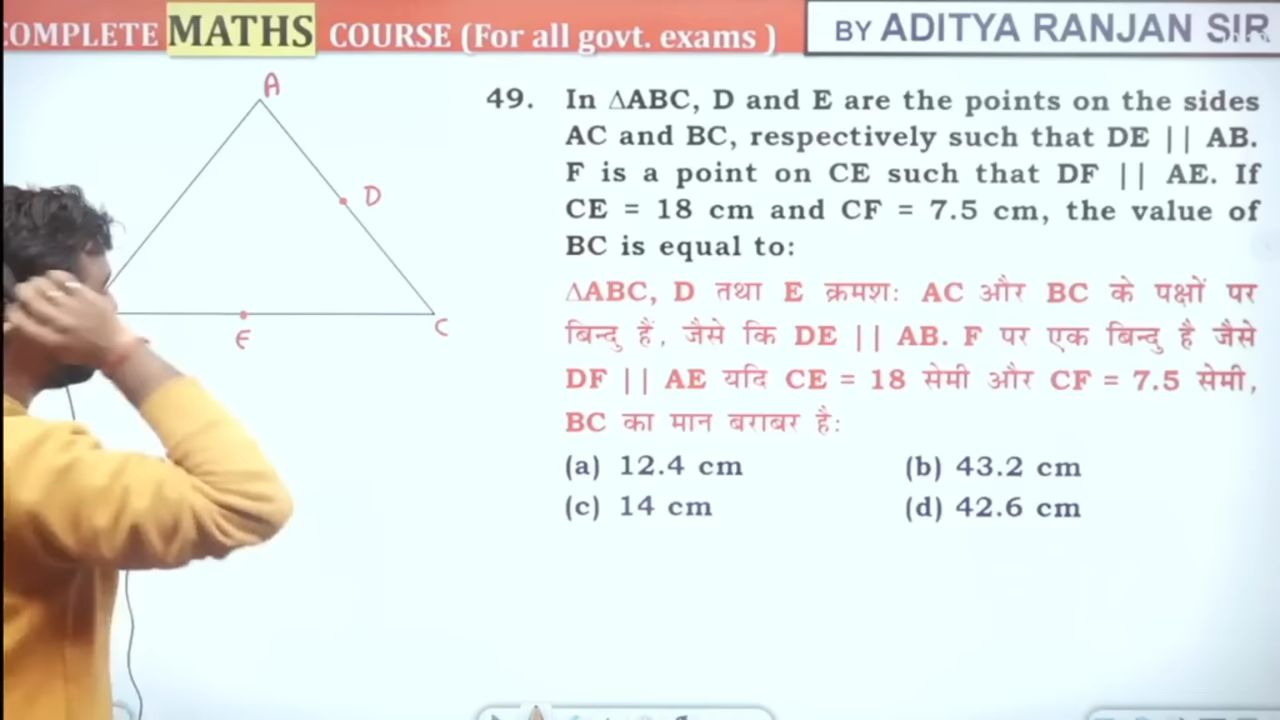 COMPLETE MATHS COURSE (For all govt. exams )
BY ADITYA RANJAN SIR
A
D
E
C
49. In ∆ABC, D and E are the points on the sides
AC and BC, respectively such that DE || AB.
F is a point on CE such that DF || AE. If
CE = 18 cm and CF = 7.5 cm, the value of
BC is equal to:
∆ABC, D तथा E क्रमशः AC और BC के पक्षों पर
बिन्दु हैं, जैसे कि DE || AB. F पर एक बिन्दु है जैसे
DF || AE यदि CE = 18 सेमी और CF = 7.5 सेमी,
BC का मान बराबर है:
(a) 12.4 cm (b) 43.2 cm
(c) 14 cm (d) 42.6 cm